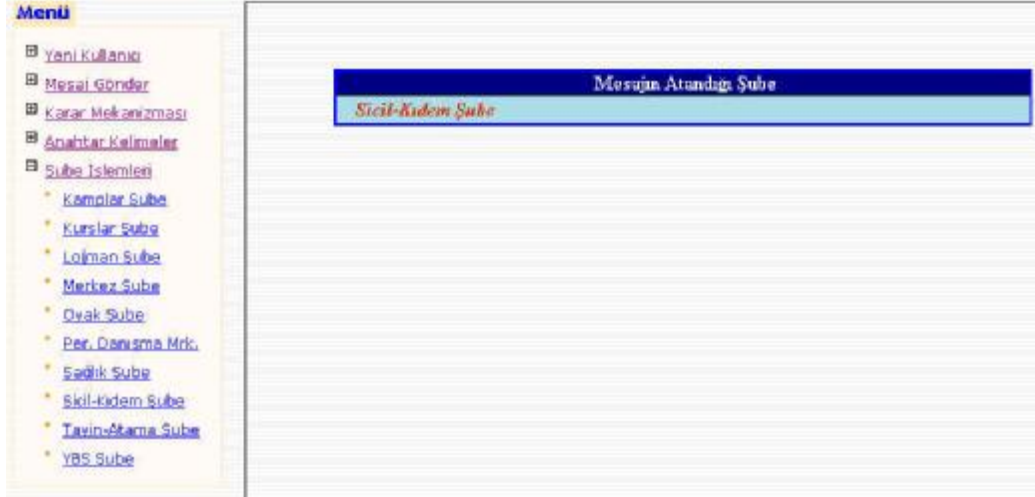 Menü
Yeni Kullanıcı
Mesaj Gönder
Karar Mekanizması
Anahtar Kelimeler
Şube İşlemleri
Kamplar Şube
Kurslar Şube
Lojman Şube
Merkez Şube
Oyak Şube
Per. Danışma Mrk.
Sağlık Şube
Sicil-Kıdem Şube
Tayin-Atama Şube
YBS Şube
Mesajın Atandığı Şube
Sicil-Kıdem Şube